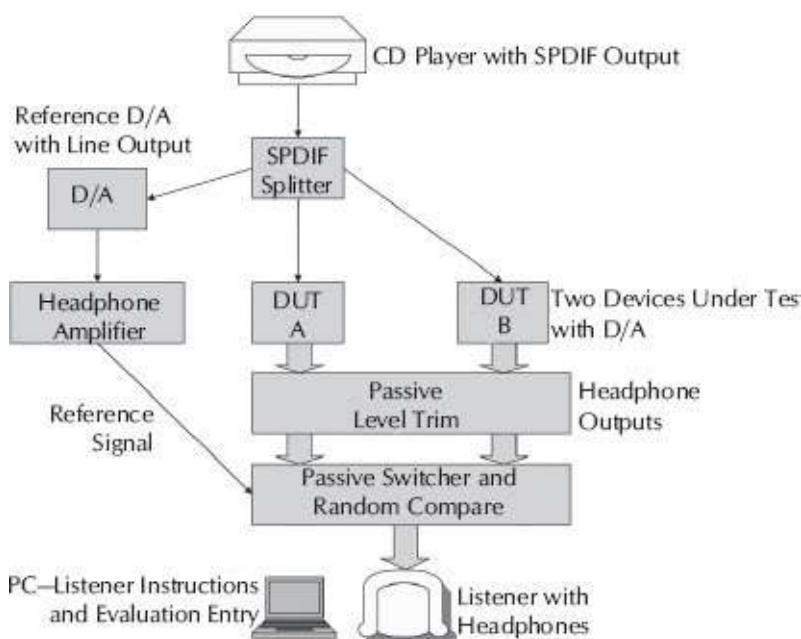 CD Player with SPDIF Output
Reference D/A
with Line Output
SPDIF
Splitter
D/A
Headphone
Amplifier
DUT
A
DUT
B
Two Devices Under Test
with D/A
Passive
Level Trim
Headphone
Outputs
Reference
Signal
Passive Switcher and
Random Compare
PC—Listener Instructions
and Evaluation Entry
Listener with
Headphones